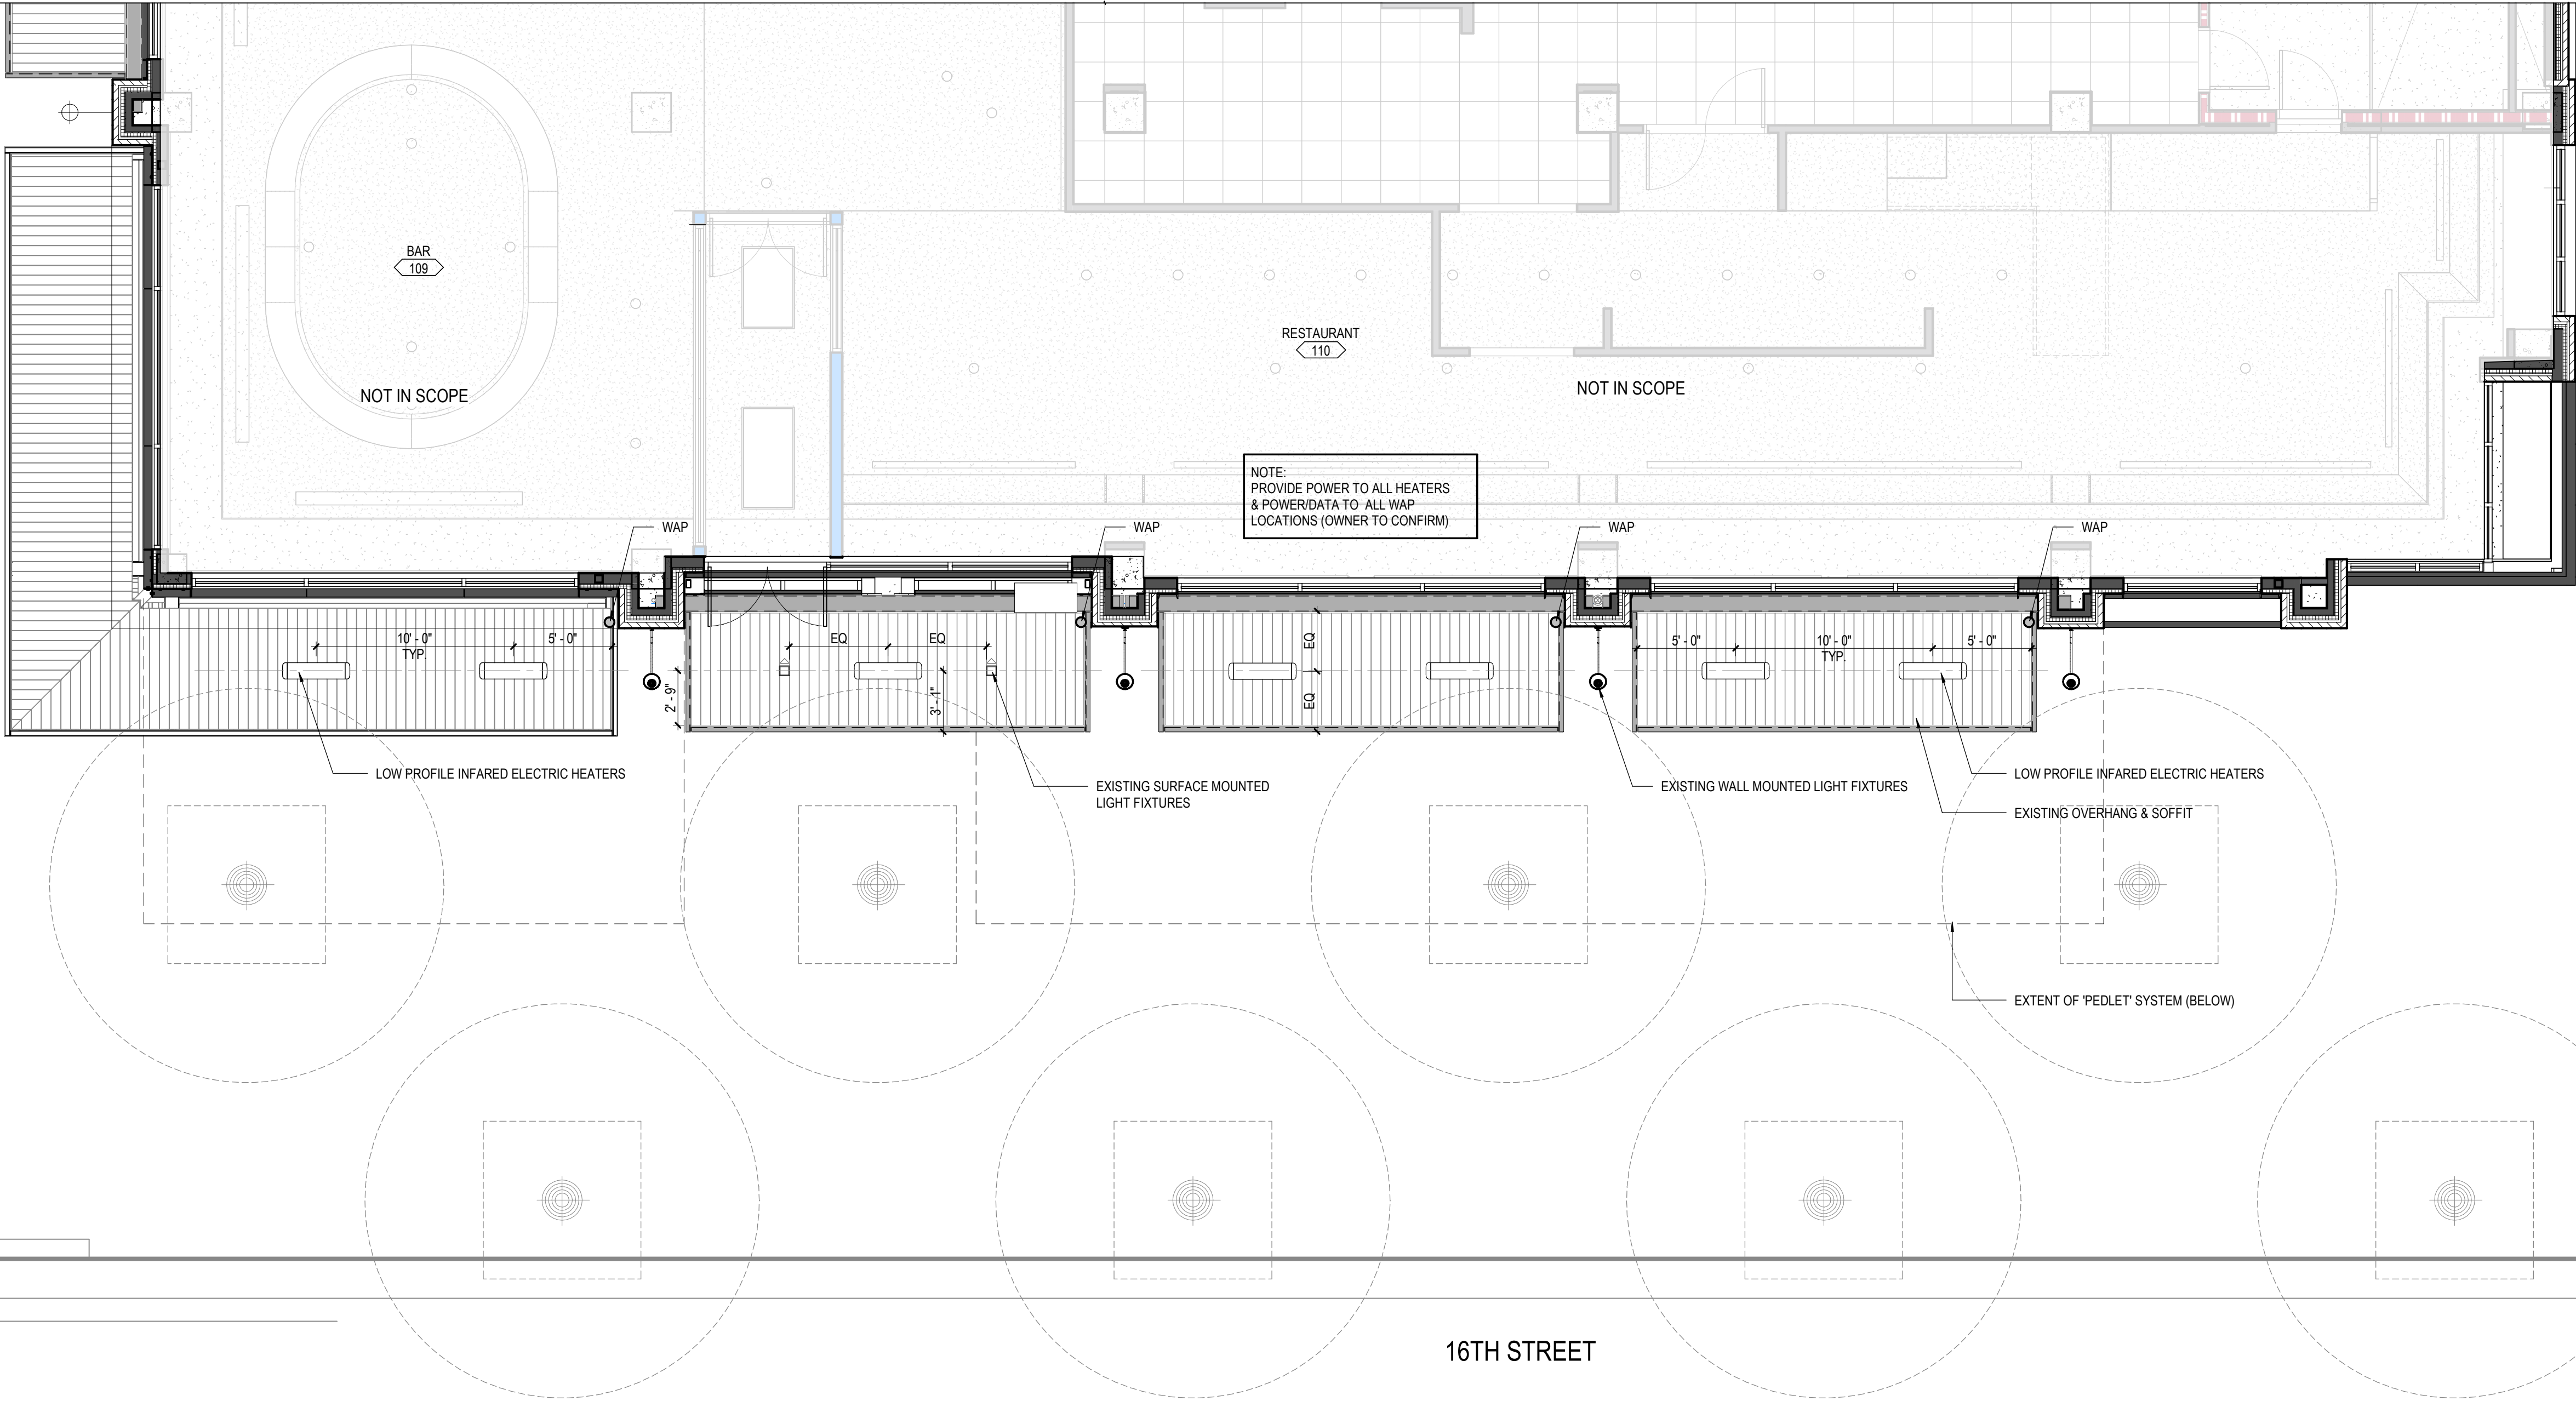 BAR
109
NOT IN SCOPE
RESTAURANT
110
NOT IN SCOPE
NOTE:
PROVIDE POWER TO ALL HEATERS
& POWER/DATA TO ALL WAP
LOCATIONS (OWNER TO CONFIRM)
WAP
WAP
WAP
WAP
10' - 0"
TYP.
5' - 0"
EQ
EQ
2' - 9"
3' - 1"
EQ
EQ
5' - 0"
10' - 0"
TYP.
5' - 0"
LOW PROFILE INFARED ELECTRIC HEATERS
EXISTING SURFACE MOUNTED
LIGHT FIXTURES
EXISTING WALL MOUNTED LIGHT FIXTURES
LOW PROFILE INFARED ELECTRIC HEATERS
EXISTING OVERHANG & SOFFIT
EXTENT OF 'PEDLET' SYSTEM (BELOW)
16TH STREET